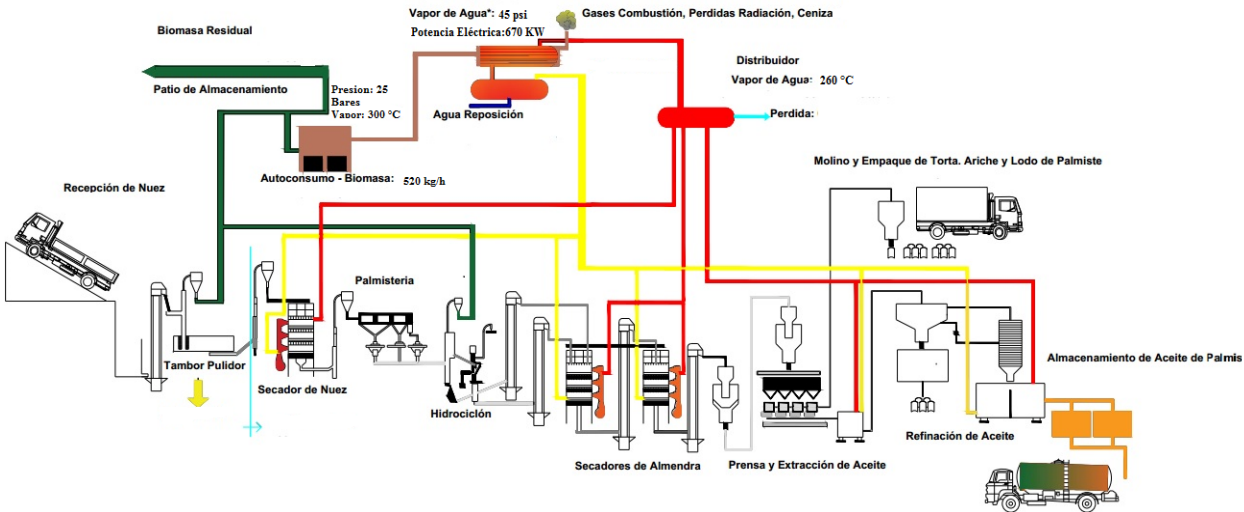 Vapor de Agua*: 45 psi
Potencia Eléctrica:670 KW
Gases Combustión, Perdidas Radiación, Ceniza
Biomasa Residual
Distribuidor
Vapor de Agua: 260 °C
Patio de Almacenamiento
Presion: 25
Bares
Vapor: 300 °C
Agua Reposición
Perdida:
Molino y Empaque de Torta. Ariche y Lodo de Palmiste
Autoconsumo - Biomasa: 520 kg/h
Recepción de Nuez
Palmisteria
Tambor Pulidor
Secador de Nuez
Hidrociclón
Almacenamiento de Aceite de Palmis
Refinación de Aceite
Secadores de Almendra
Prensa y Extracción de Aceite